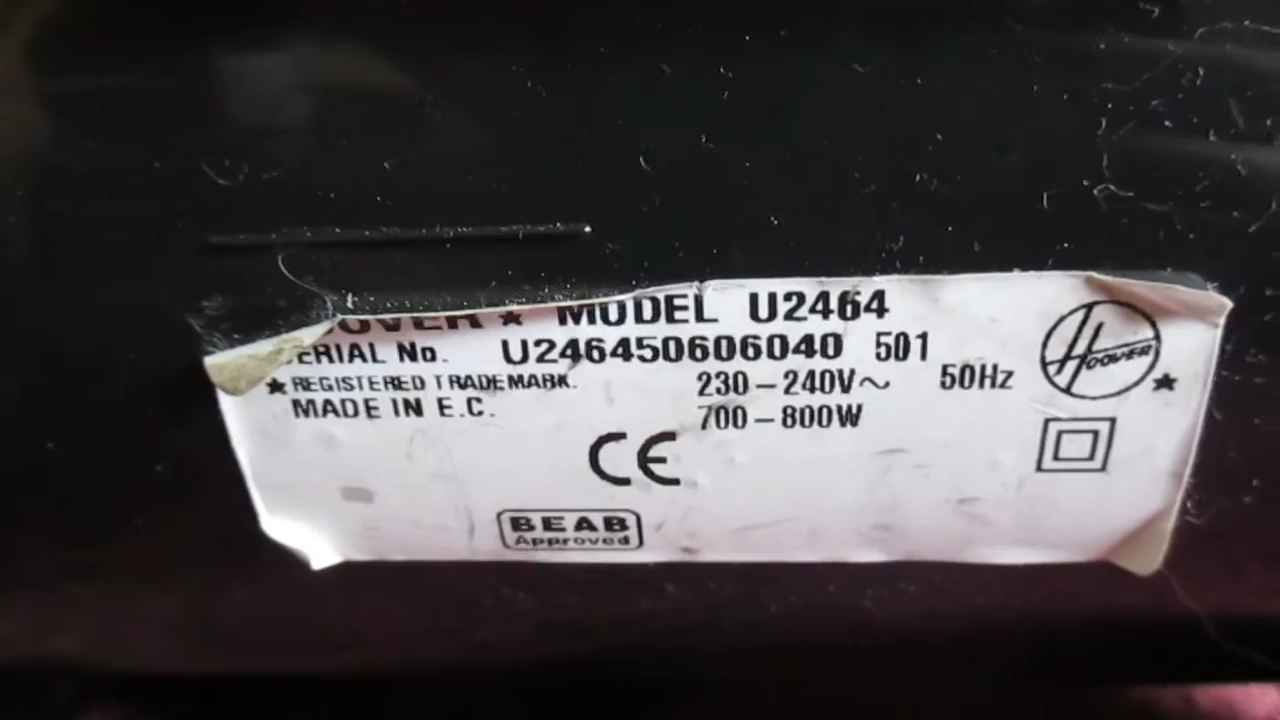 OVER ★ MODEL U2464
ERIAL No. U246450606040 501
★ REGISTERED TRADEMARK. 230-240V~ 50Hz
MADE IN E.C. 700-800W
HOOVER ★
CE
BEAB
Approved